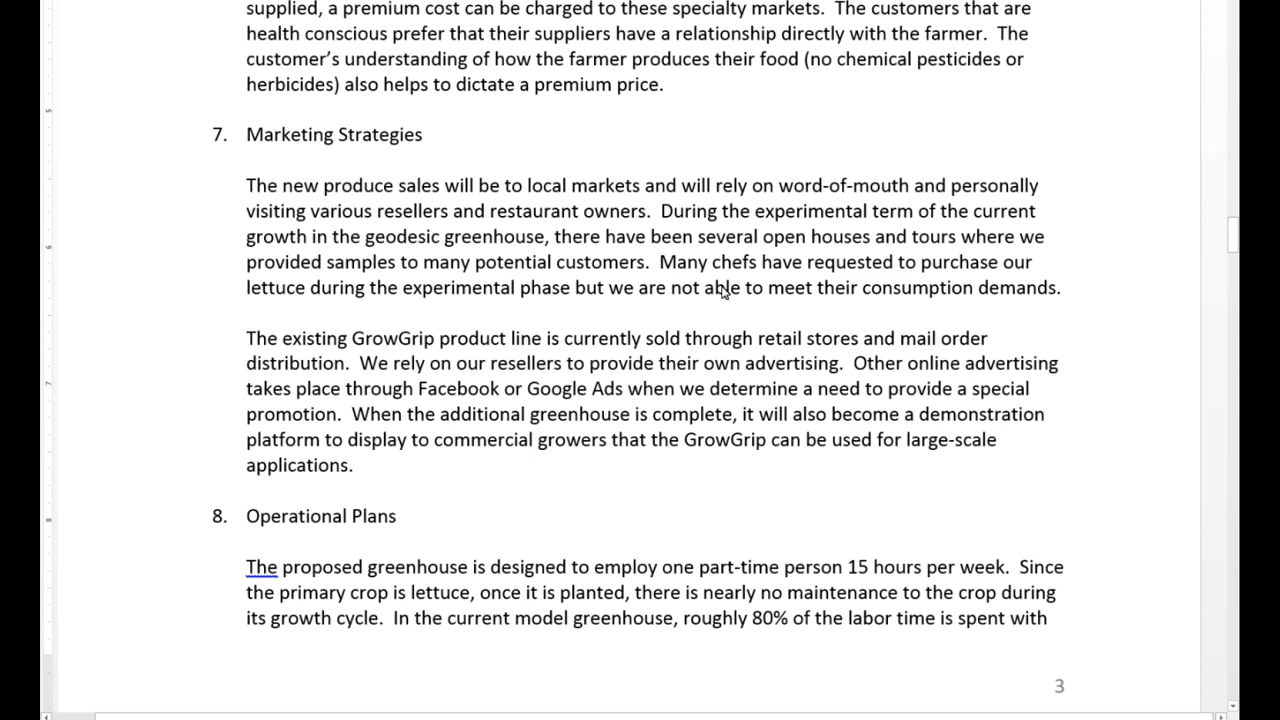 supplied, a premium cost can be charged to these specialty markets.  The customers that are
health conscious prefer that their suppliers have a relationship directly with the farmer.  The
customer’s understanding of how the farmer produces their food (no chemical pesticides or
herbicides) also helps to dictate a premium price.
7.  Marketing Strategies
The new produce sales will be to local markets and will rely on word-of-mouth and personally
visiting various resellers and restaurant owners.  During the experimental term of the current
growth in the geodesic greenhouse, there have been several open houses and tours where we
provided samples to many potential customers.  Many chefs have requested to purchase our
lettuce during the experimental phase but we are not able to meet their consumption demands.
The existing GrowGrip product line is currently sold through retail stores and mail order
distribution.  We rely on our resellers to provide their own advertising.  Other online advertising
takes place through Facebook or Google Ads when we determine a need to provide a special
promotion.  When the additional greenhouse is complete, it will also become a demonstration
platform to display to commercial growers that the GrowGrip can be used for large-scale
applications.
8.  Operational Plans
The proposed greenhouse is designed to employ one part-time person 15 hours per week.  Since
the primary crop is lettuce, once it is planted, there is nearly no maintenance to the crop during
its growth cycle.  In the current model greenhouse, roughly 80% of the labor time is spent with
3
5
6
7
8